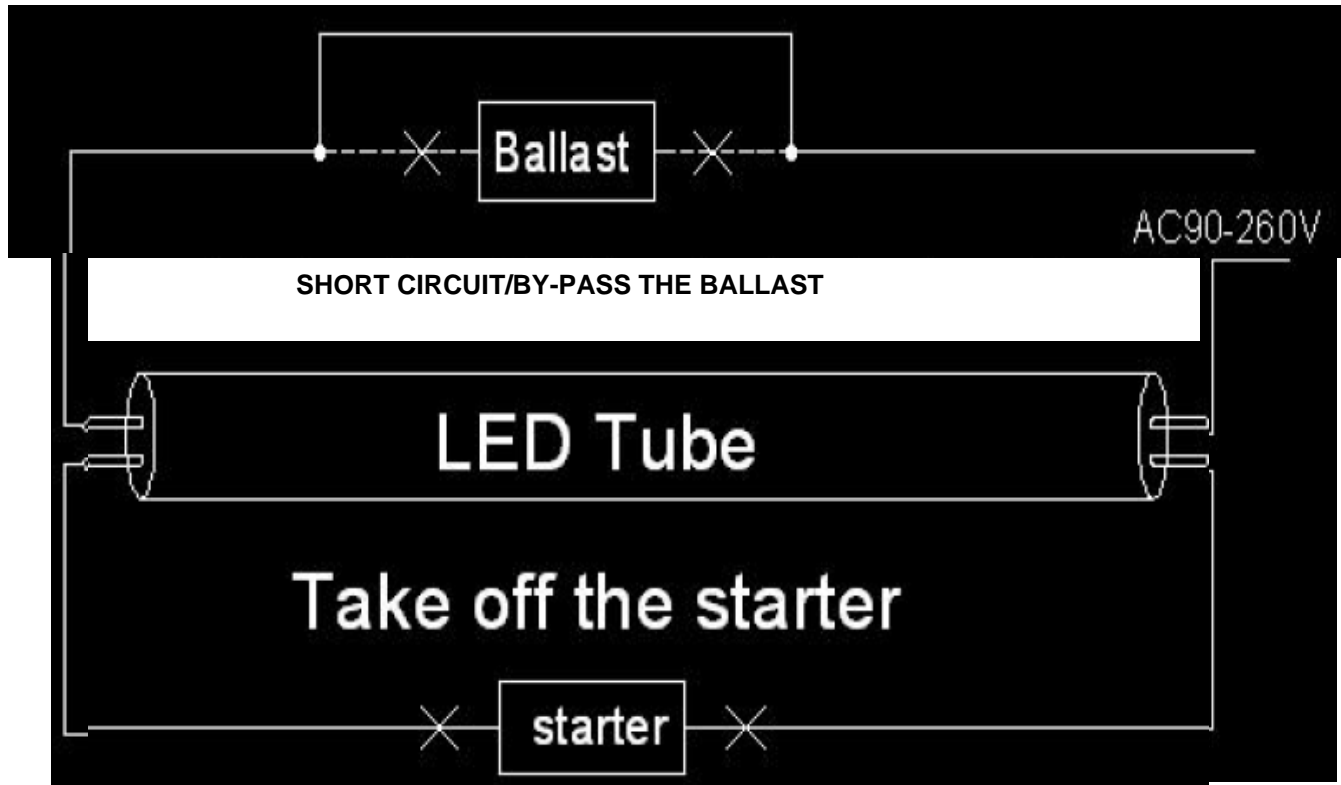 Ballast
AC90-260V
SHORT CIRCUIT/BY-PASS THE BALLAST
LED Tube
Take off the starter
starter